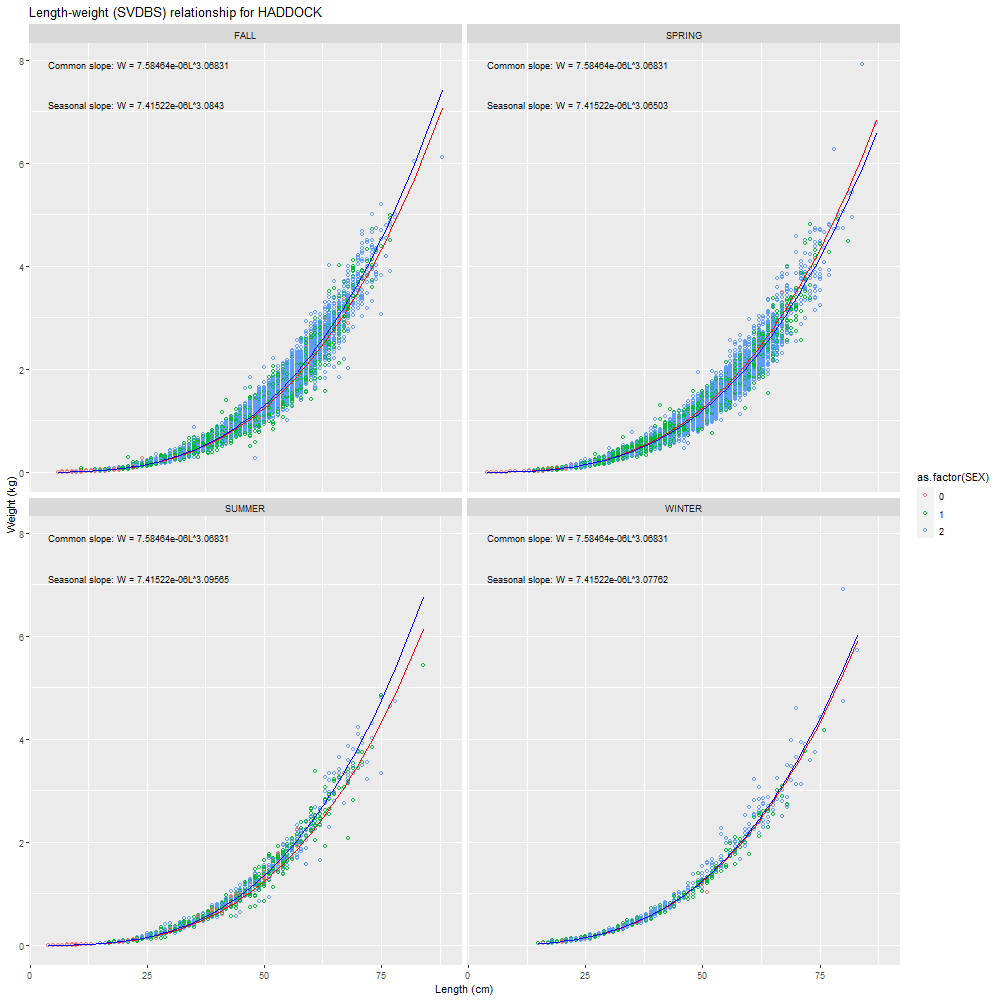 Length-weight (SVDBS) relationship for HADDOCK
FALL
SPRING
Common slope: W = 7.58464e-06L^3.06831
Seasonal slope: W = 7.41522e-06L^3.0843
Common slope: W = 7.58464e-06L^3.06831
Seasonal slope: W = 7.41522e-06L^3.06503
8
6
4
2
0
SUMMER
WINTER
Common slope: W = 7.58464e-06L^3.06831
Seasonal slope: W = 7.41522e-06L^3.09565
Common slope: W = 7.58464e-06L^3.06831
Seasonal slope: W = 7.41522e-06L^3.07762
8
6
4
2
0
0 25 50 75
0 25 50 75
Length (cm)
Weight (kg)
as.factor(SEX)
0
1
2